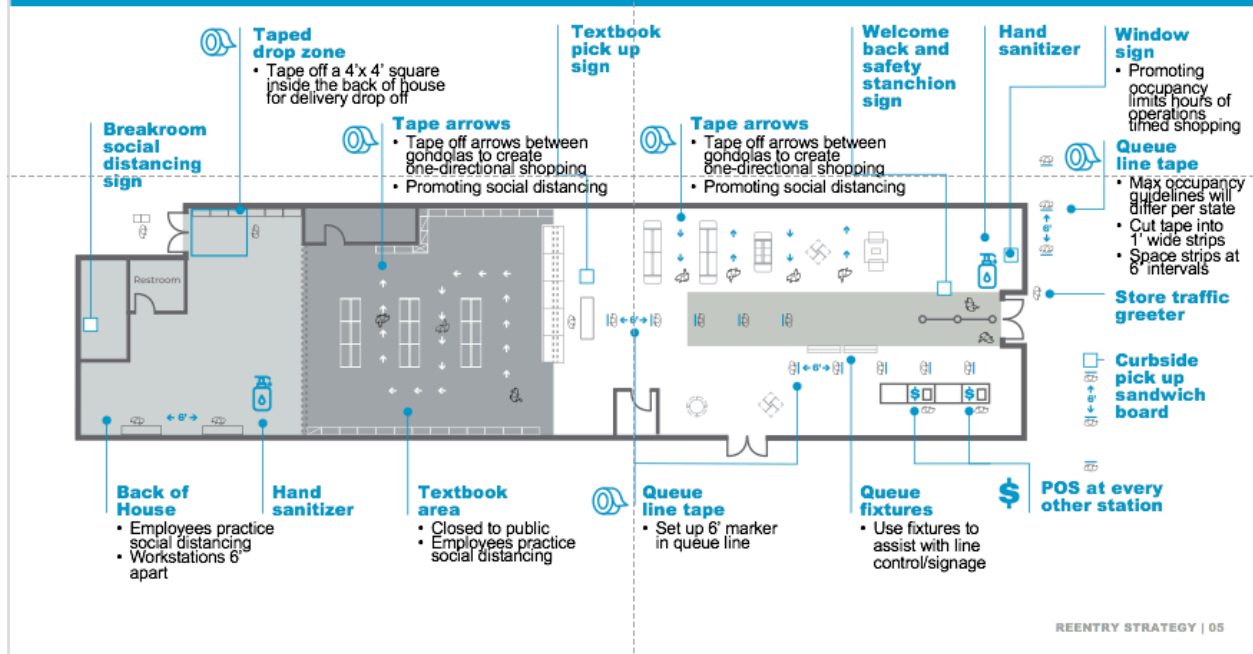 Taped
drop zone
• Tape off a 4'x 4' square
inside the back of house
for delivery drop off
Textbook
pick up
sign
Welcome
back and
safety
stanchion
sign
Hand
sanitizer
Window
sign
• Promoting
occupancy
limits hours of
operations
timed shopping
Breakroom
social
distancing
sign
Tape arrows
• Tape off arrows between
gondolas to create
one-directional shopping
• Promoting social distancing
Tape arrows
• Tape off arrows between
gondolas to create
one-directional shopping
• Promoting social distancing
Queue
line tape
• Max occupancy
guidelines will
differ per state
• Cut tape into
1' wide strips
• Space strips at
6' intervals
6'
Restroom
Store traffic
greeter
6'
6'
Curbside
pick up
sandwich
board
6'
$ $
6'
Back of
House
• Employees practice
social distancing
• Workstations 6'
apart
Hand
sanitizer
Textbook
area
• Closed to public
• Employees practice
social distancing
Queue
line tape
• Set up 6' marker
in queue line
Queue
fixtures
• Use fixtures to
assist with line
control/signage
$ POS at every
other station
REENTRY STRATEGY | 05